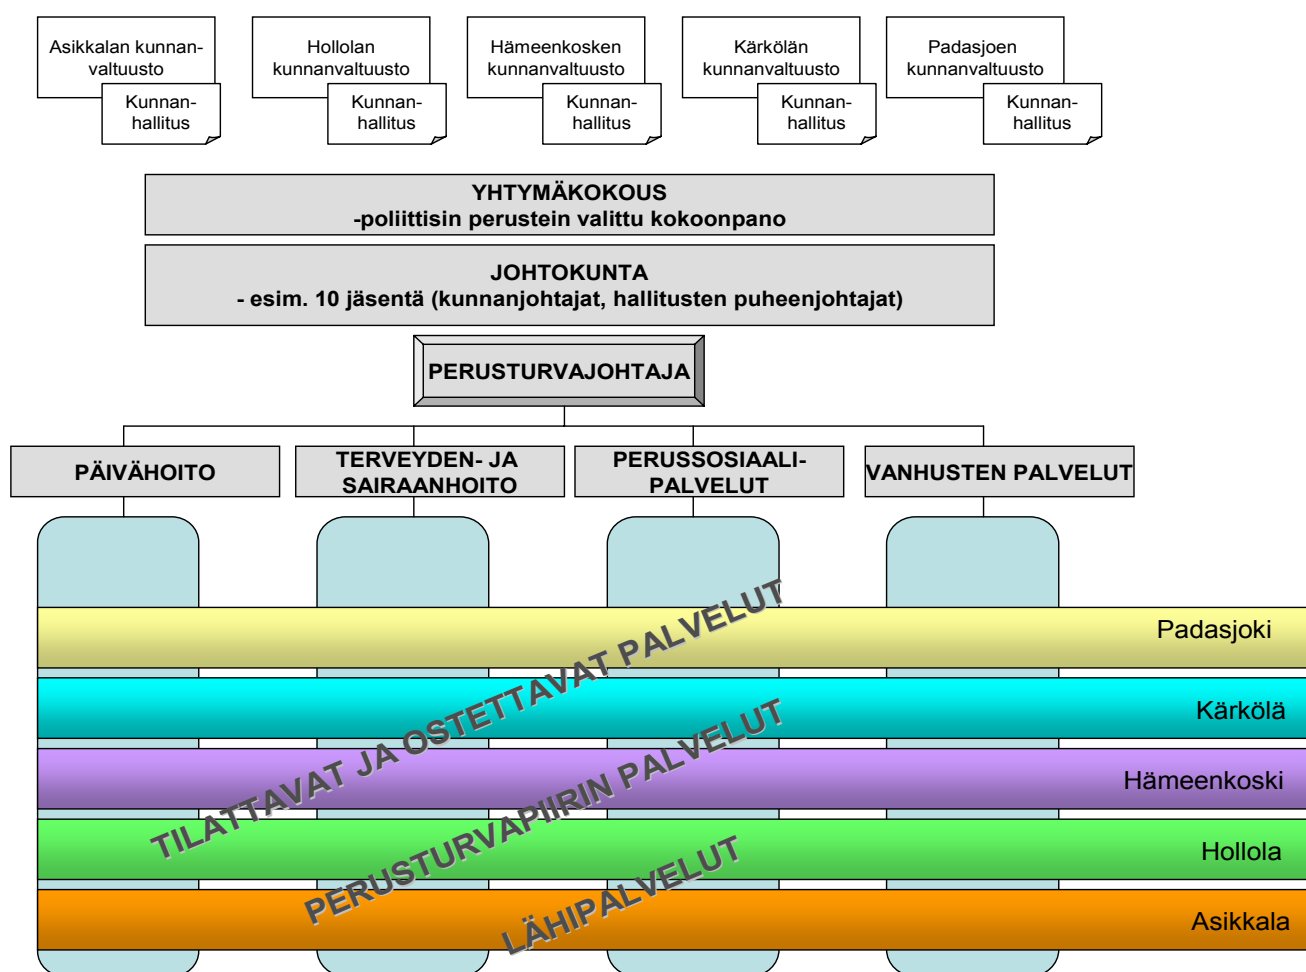 Asikkalan kunnan-
valtuusto
Kunnan-
hallitus
Hollolan
kunnanvaltuusto
Kunnan-
hallitus
Hämeenkosken
kunnanvaltuusto
Kunnan-
hallitus
Kärkölän
kunnanvaltuusto
Kunnan-
hallitus
Padasjoen
kunnanvaltuusto
Kunnan-
hallitus
YHTYMÄKOKOUS
-poliittisin perustein valittu kokoonpano
JOHTOKUNTA
- esim. 10 jäsentä (kunnanjohtajat, hallitusten puheenjohtajat)
PERUSTURVAJOHTAJA
PÄIVÄHOITO
TERVEYDEN- JA
SAIRAANHOITO
PERUSSOSIAALI-
PALVELUT
VANHUSTEN PALVELUT
Padasjoki
Kärkölä
Hämeenkoski
Hollola
Asikkala
TILATTAVAT JA OSTETTAVAT PALVELUT
PERUSTURVAPIIRIN PALVELUT
LÄHIPALVELUT